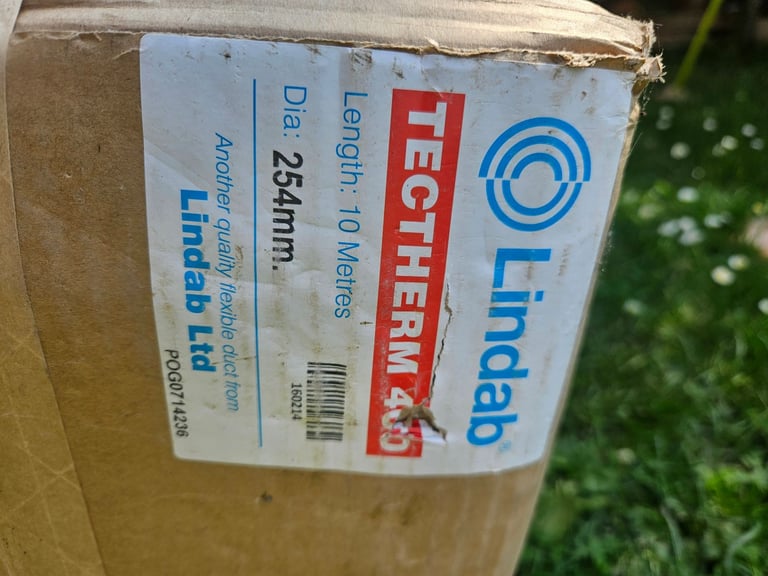 Lindab®
TECTHERM
Length: 10 Metres
Dia: 254mm.
160214
Another quality flexible duct from
Lindab Ltd
POG0714236